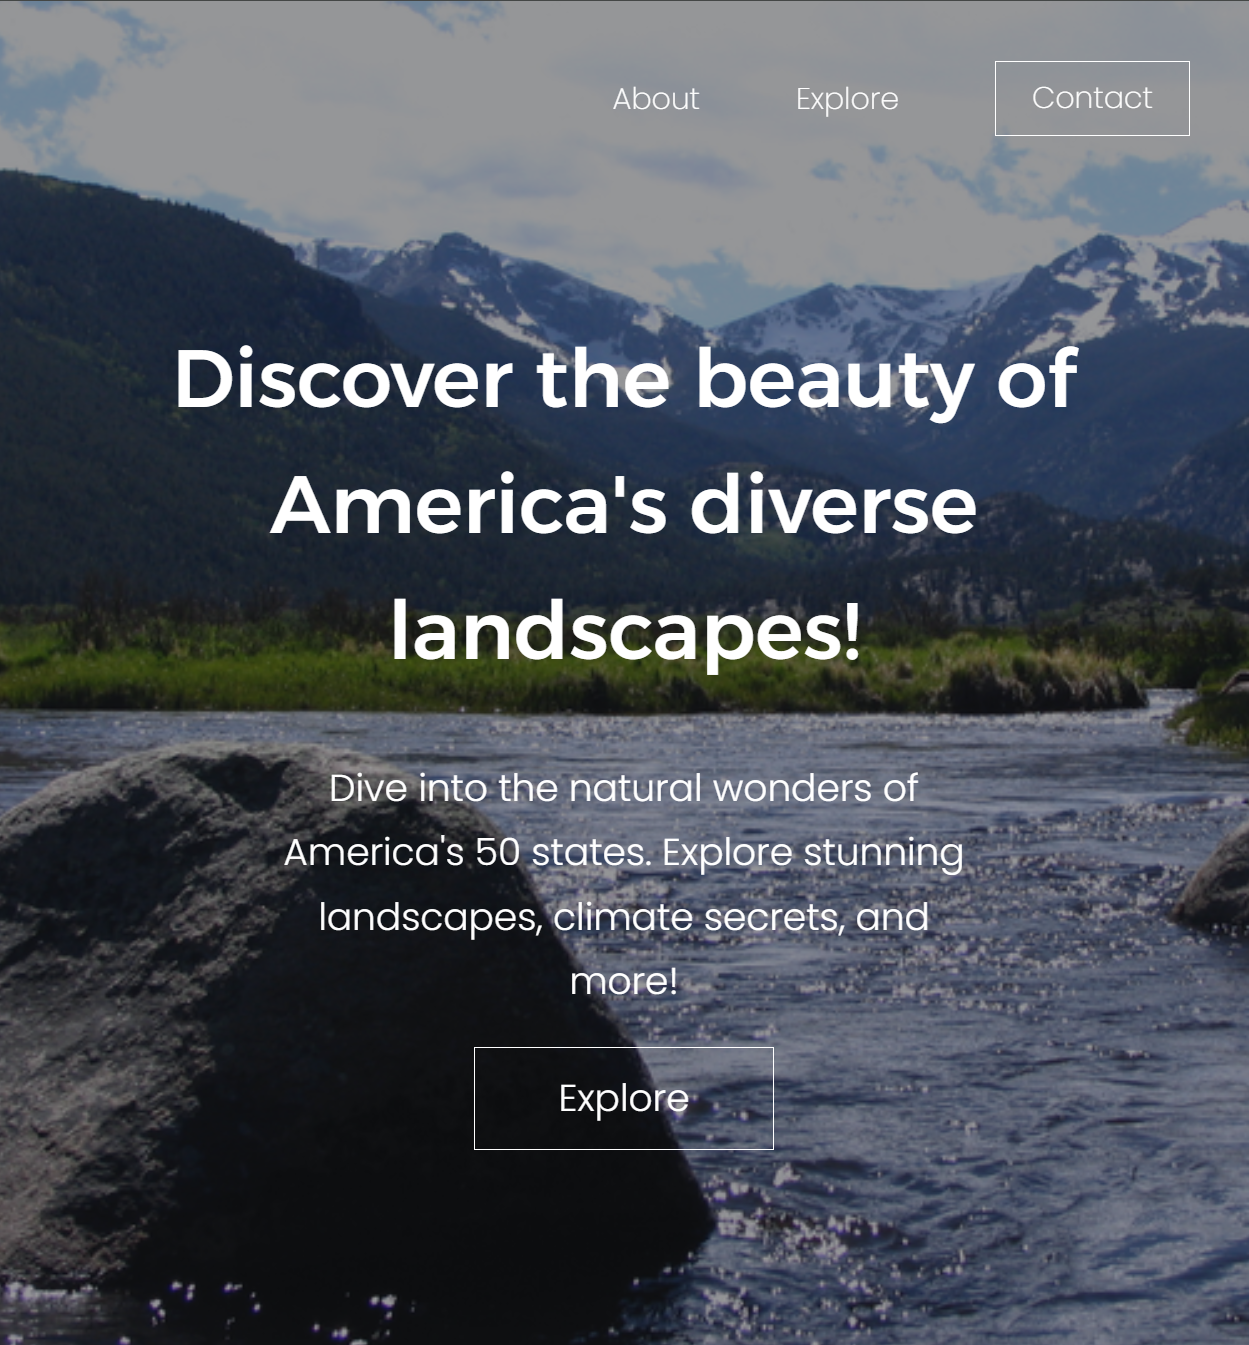 About
Explore
Contact
Discover the beauty of
America's diverse
landscapes!
Dive into the natural wonders of
America's 50 states. Explore stunning
landscapes, climate secrets, and
more!
Explore